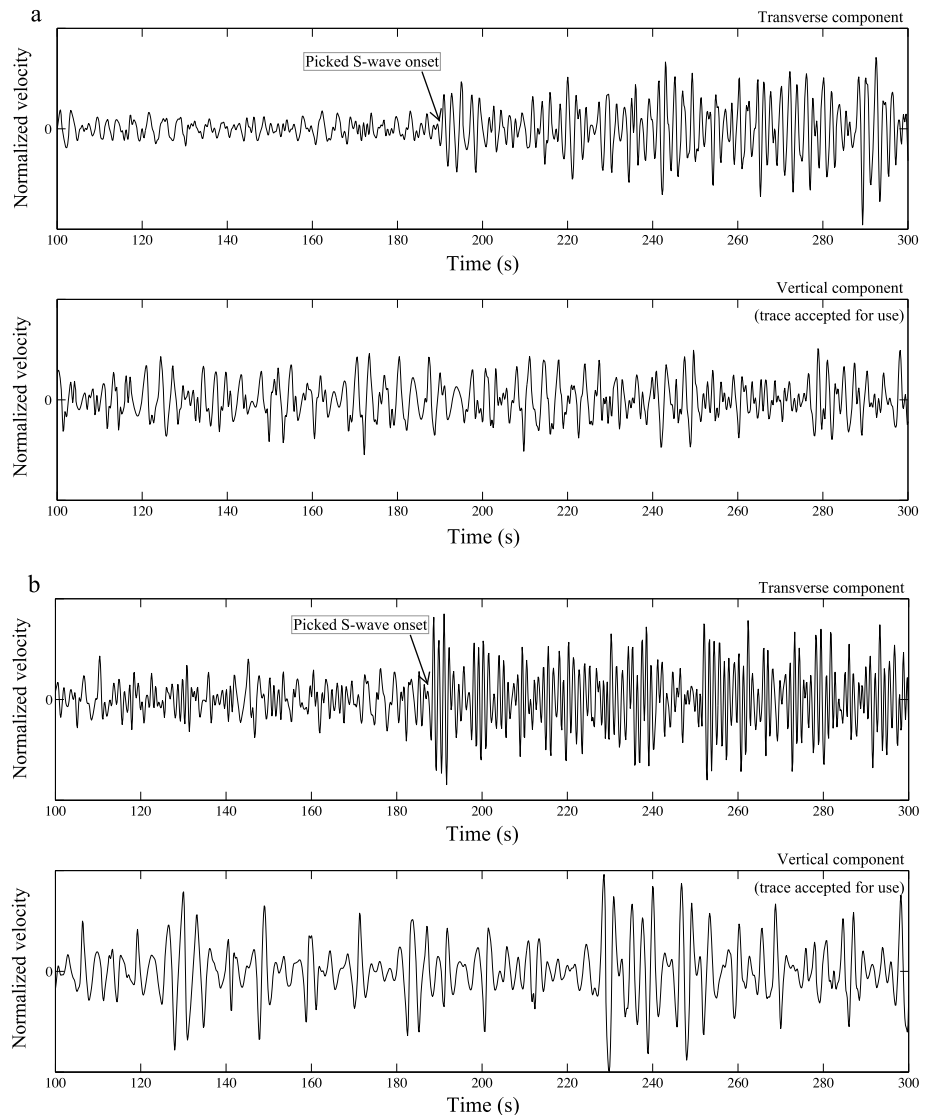 a
Transverse component
Picked S-wave onset
Normalized velocity
0
100 120 140 160 180 200 220 240 260 280 300
Time (s)
Vertical component
(trace accepted for use)
Normalized velocity
0
100 120 140 160 180 200 220 240 260 280 300
Time (s)
b
Transverse component
Picked S-wave onset
Normalized velocity
0
100 120 140 160 180 200 220 240 260 280 300
Time (s)
Vertical component
(trace accepted for use)
Normalized velocity
0
100 120 140 160 180 200 220 240 260 280 300
Time (s)